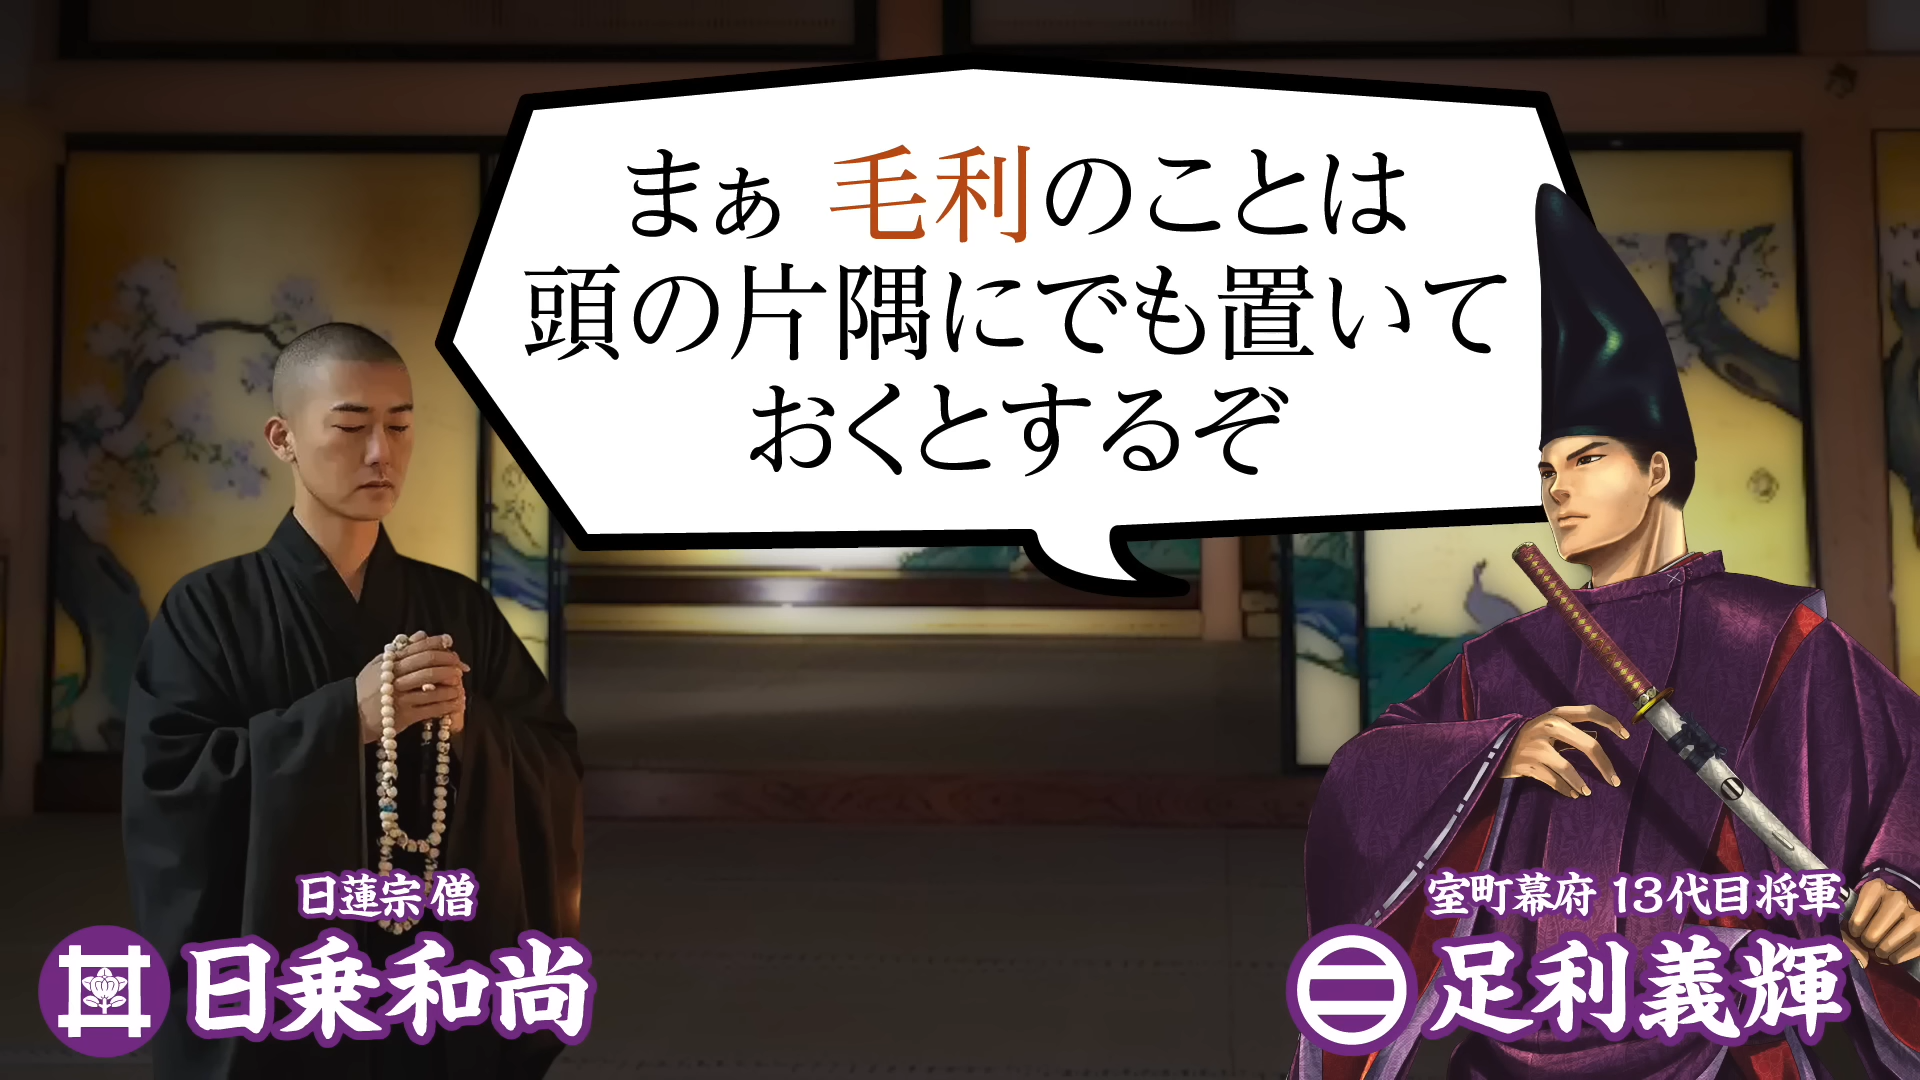 まぁ 毛利のことは
頭の片隅にでも置いて
おくとするぞ
日蓮宗 僧
日乗和尚
室町幕府 13代目将軍
足利義輝